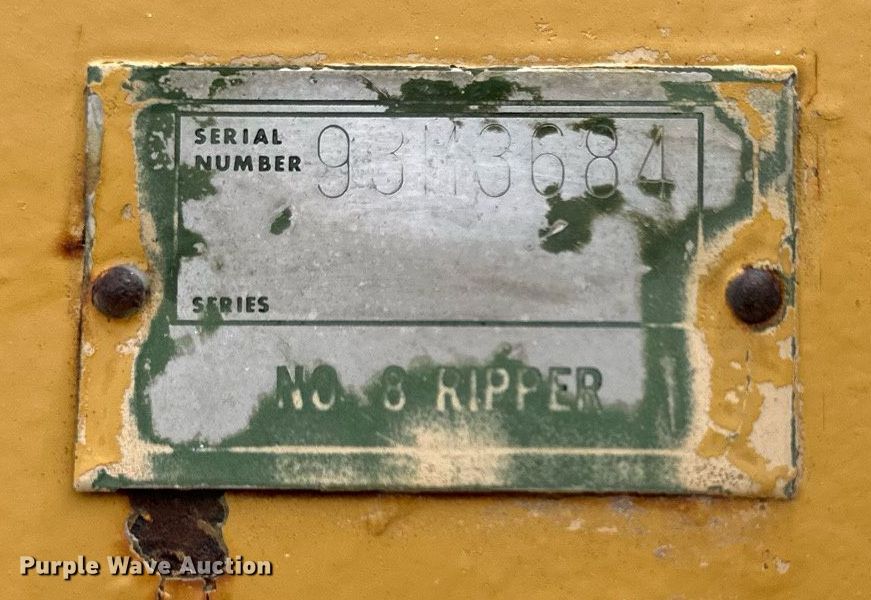 SERIAL
NUMBER 93M3684
SERIES
NO. 8 RIPPER
Purple Wave Auction